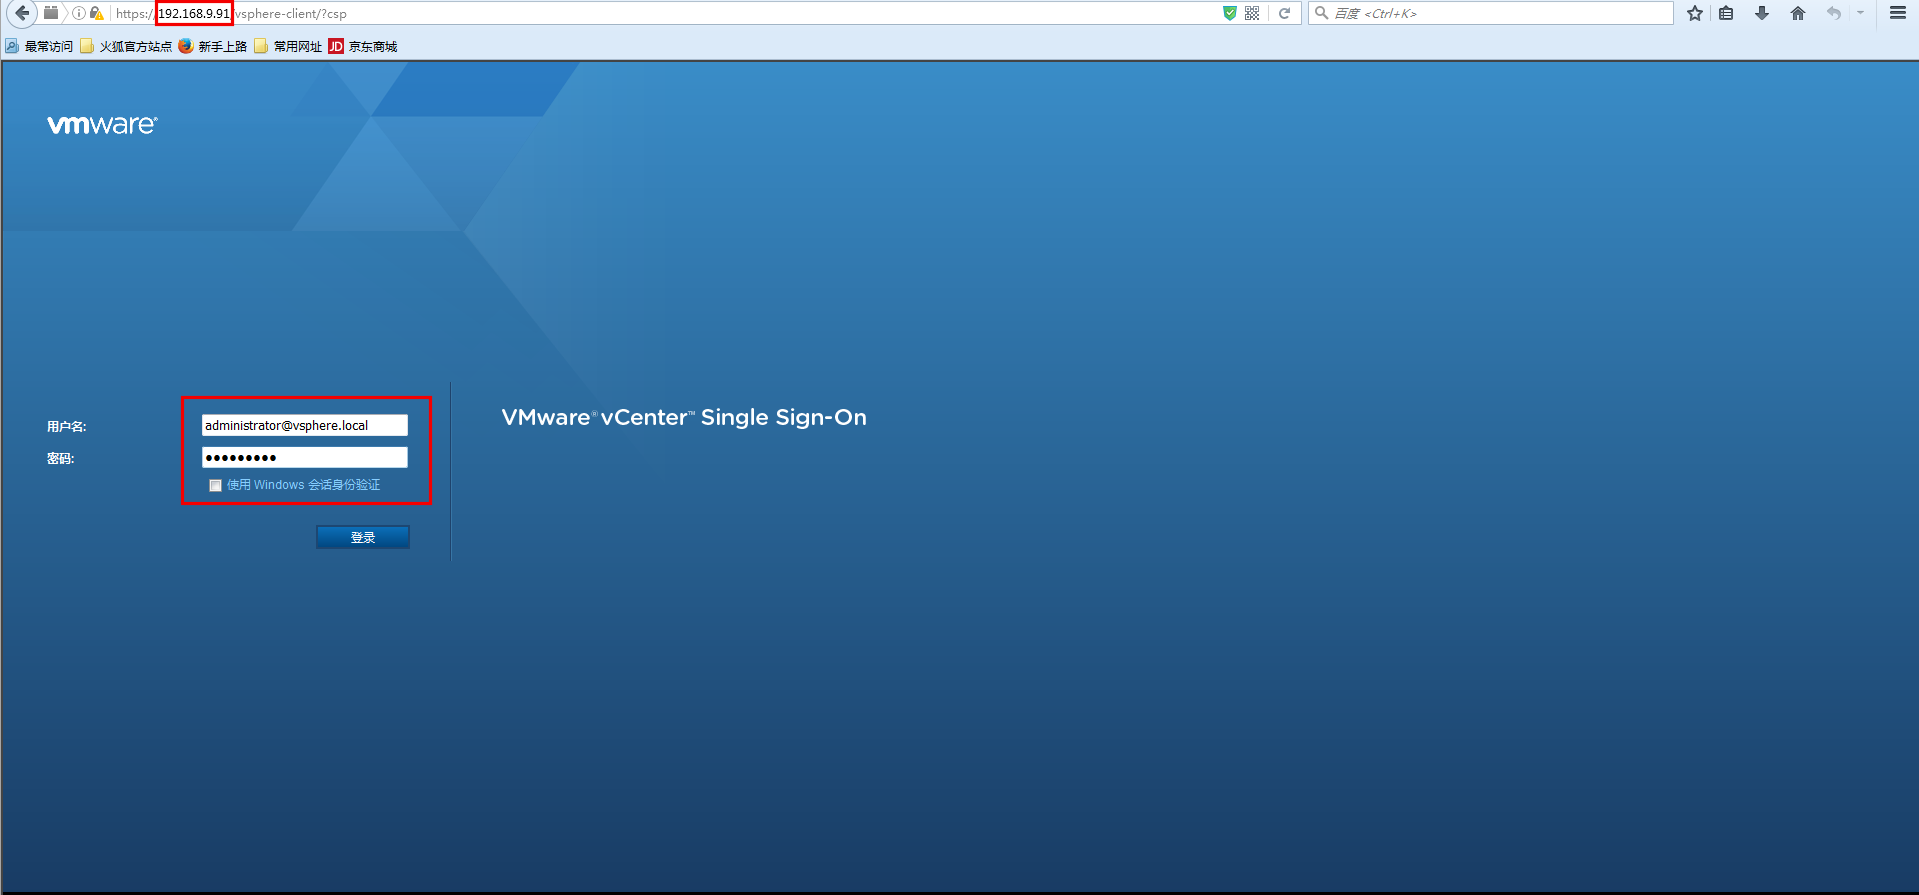 https://192.168.9.91/vsphere-client/?csp
百度 <Ctrl+K>
最常访问 火狐官方站点 新手上路 常用网址 JD 京东商城
vmware®
用户名: administrator@vsphere.local
VMware® vCenter™ Single Sign-On
密码: ●●●●●●●●●
使用 Windows 会话身份验证
登录